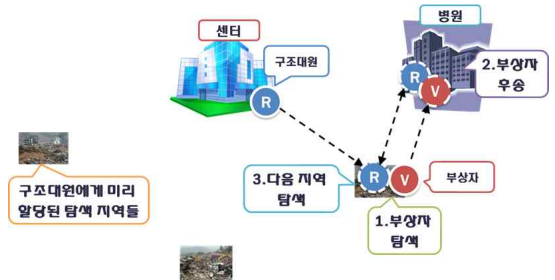 센터
병원
구조대원
2.부상자
후송
R
R
V
구조대원에게 미리
할당된 탐색 지역들
3.다음 지역
탐색
R
V
부상자
1.부상자
탐색